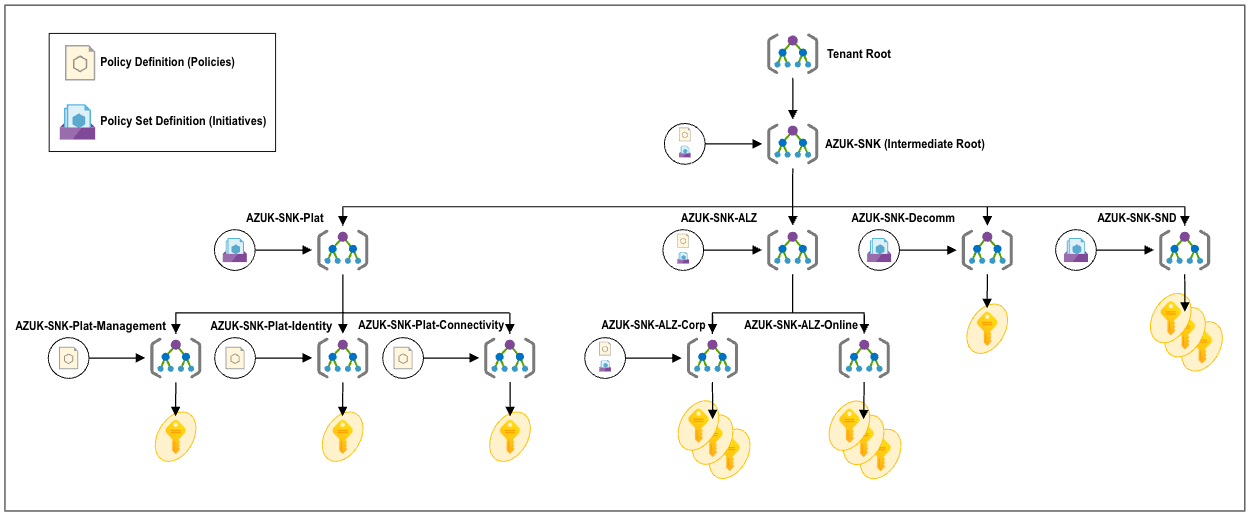 Policy Definition (Policies)
Policy Set Definition (Initiatives)
Tenant Root
AZUK-SNK (Intermediate Root)
AZUK-SNK-Plat
AZUK-SNK-ALZ
AZUK-SNK-Decomm
AZUK-SNK-SND
AZUK-SNK-Plat-Management
AZUK-SNK-Plat-Identity
AZUK-SNK-Plat-Connectivity
AZUK-SNK-ALZ-Corp
AZUK-SNK-ALZ-Online